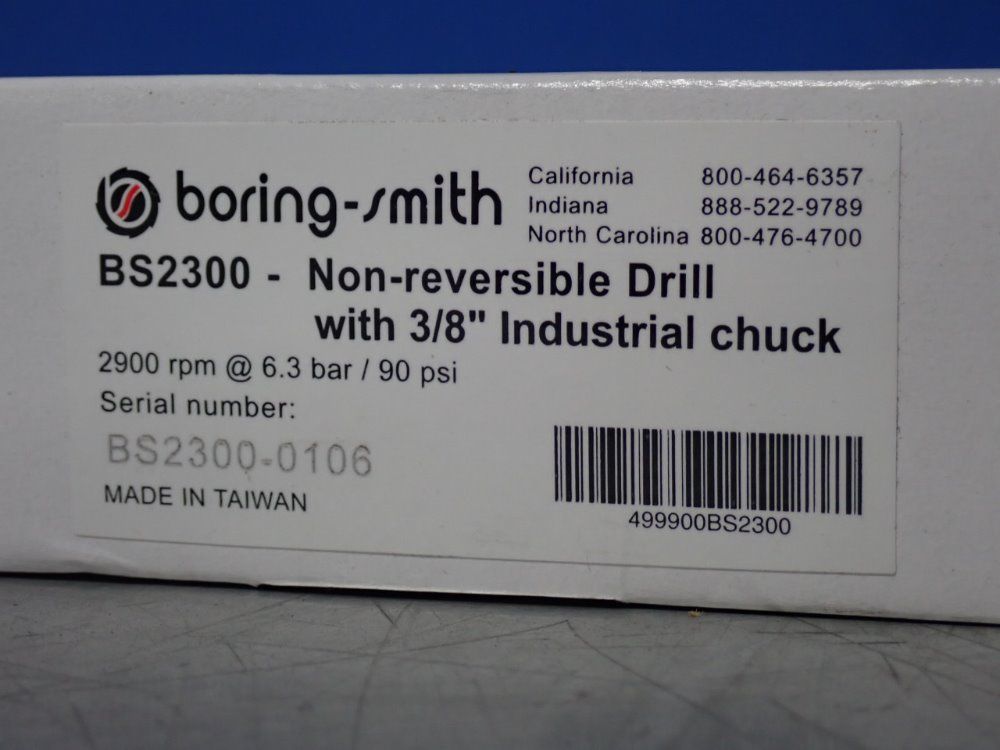 boring-smith
California 800-464-6357
Indiana 888-522-9789
North Carolina 800-476-4700
BS2300 - Non-reversible Drill
with 3/8" Industrial chuck
2900 rpm @ 6.3 bar / 90 psi
Serial number:
BS2300-0106
MADE IN TAIWAN
499900BS2300